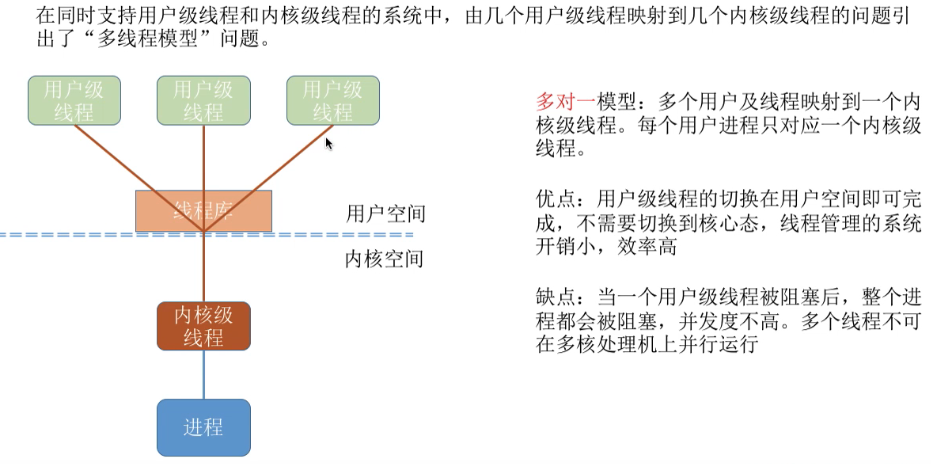 在同时支持用户级线程和内核级线程的系统中，由几个用户级线程映射到几个内核级线程的问题引
出了“多线程模型”问题。
用户级
线程
用户级
线程
用户级
线程
线程库
用户空间
内核空间
内核级
线程
进程
多对一模型：多个用户及线程映射到一个内
核级线程。每个用户进程只对应一个内核级
线程。
优点：用户级线程的切换在用户空间即可完
成，不需要切换到核心态，线程管理的系统
开销小，效率高
缺点：当一个用户级线程被阻塞后，整个进
程都会被阻塞，并发度不高。多个线程不可
在多核处理机上并行运行